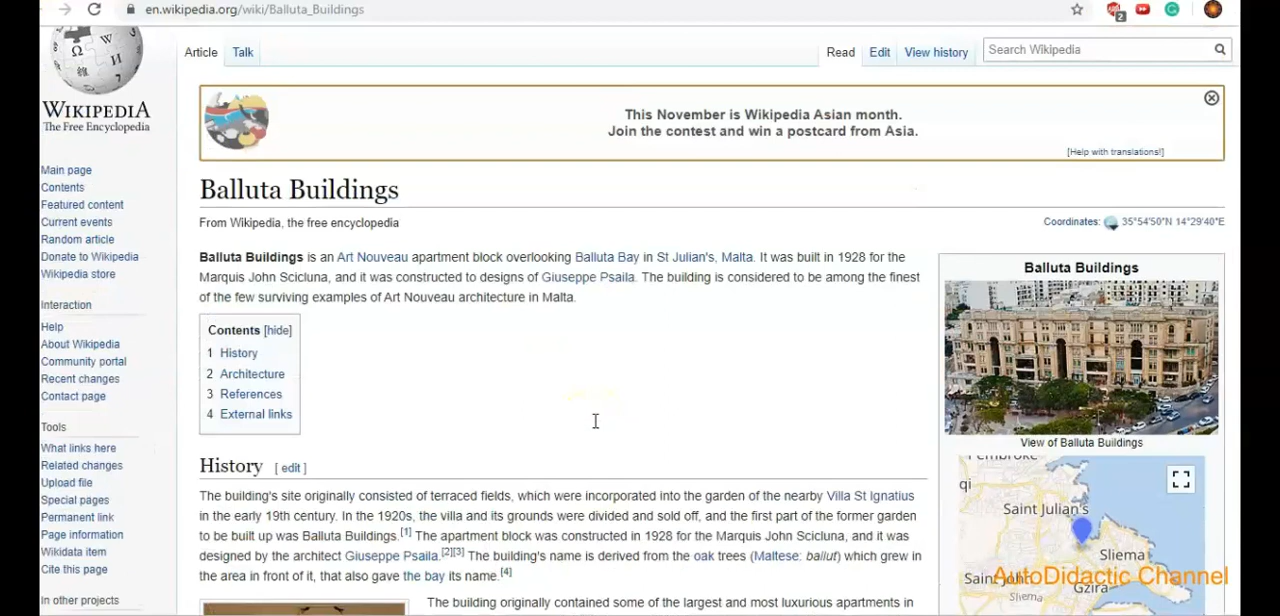 en.wikipedia.org/wiki/Balluta_Buildings
2
WIKIPEDIA
The Free Encyclopedia
Article Talk Read Edit View history Search Wikipedia
This November is Wikipedia Asian month.
Join the contest and win a postcard from Asia.
[Help with translations!]
Main page
Contents
Featured content
Current events
Random article
Donate to Wikipedia
Wikipedia store
Interaction
Help
About Wikipedia
Community portal
Recent changes
Contact page
Tools
What links here
Related changes
Upload file
Special pages
Permanent link
Page information
Wikidata item
Cite this page
In other projects
Balluta Buildings
From Wikipedia, the free encyclopedia
Coordinates: 35°54′50″N 14°29′40″E
Balluta Buildings is an Art Nouveau apartment block overlooking Balluta Bay in St Julian's, Malta. It was built in 1928 for the
Marquis John Scicluna, and it was constructed to designs of Giuseppe Psaila. The building is considered to be among the finest
of the few surviving examples of Art Nouveau architecture in Malta.
Contents [hide]
1 History
2 Architecture
3 References
4 External links
History [ edit ]
The building's site originally consisted of terraced fields, which were incorporated into the garden of the nearby Villa St Ignatius
in the early 19th century. In the 1920s, the villa and its grounds were divided and sold off, and the first part of the former garden
to be built up was Balluta Buildings.[1] The apartment block was constructed in 1928 for the Marquis John Scicluna, and it was
designed by the architect Giuseppe Psaila.[2][3] The building's name is derived from the oak trees (Maltese: ballut) which grew in
the area in front of it, that also gave the bay its name.[4]
The building originally contained some of the largest and most luxurious apartments in
Balluta Buildings
View of Balluta Buildings
Pembroke
qi
Saint Julian's
Sliema
Saint John
Sliema
Gzira
AutoDidactic Channel